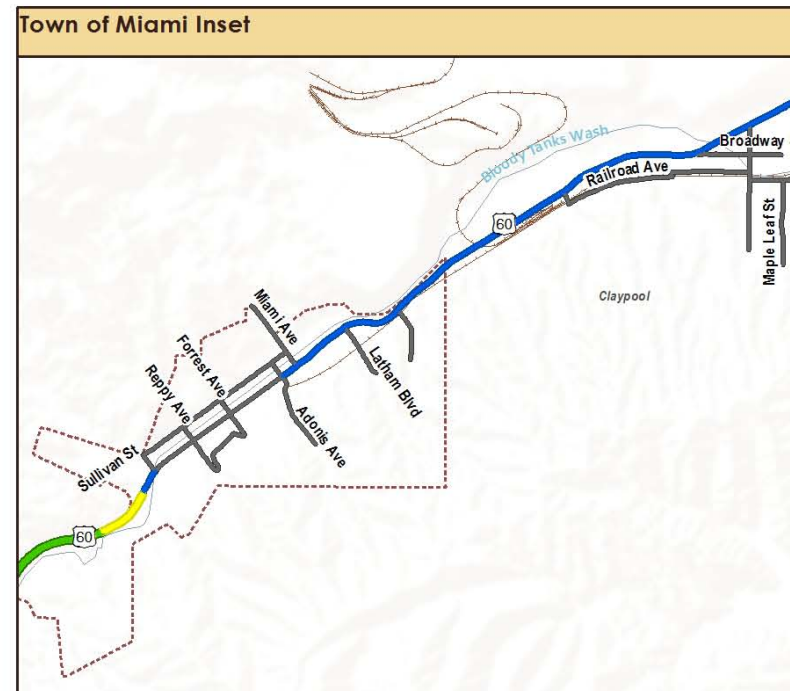 Town of Miami Inset
Bloody Tanks Wash
Broadway
Railroad Ave
60
Maple Leaf St
Claypool
Miami Ave
Forrest Ave
Latham Blvd
Reppy Ave
Adonis Ave
Sullivan St
60